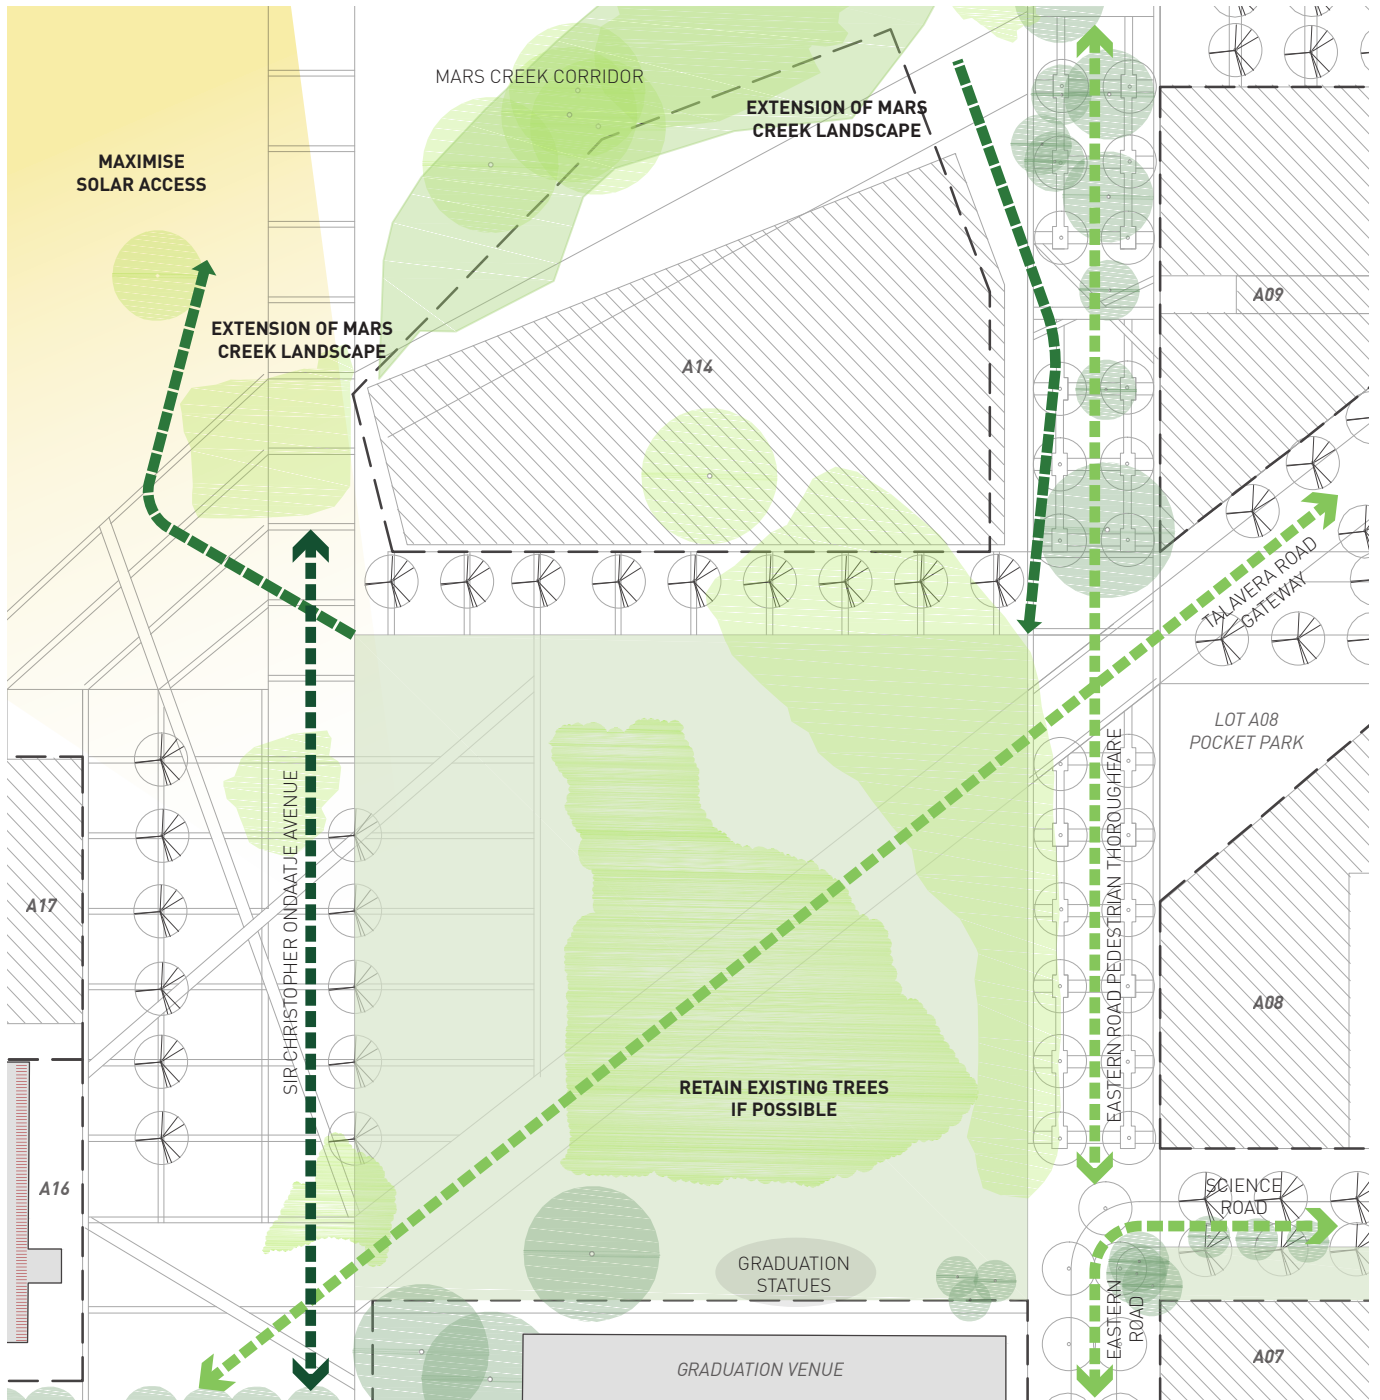 MARS CREEK CORRIDOR
EXTENSION OF MARS
CREEK LANDSCAPE
MAXIMISE
SOLAR ACCESS
A09
EXTENSION OF MARS
CREEK LANDSCAPE
A14
TALAVERA ROAD
GATEWAY
LOT A08
POCKET PARK
SIR CHRISTOPHER ONDAATJE AVENUE
EASTERN ROAD PEDESTRIAN THOROUGHFARE
A17
A08
RETAIN EXISTING TREES
IF POSSIBLE
A16
SCIENCE
ROAD
GRADUATION
STATUES
EASTERN
ROAD
GRADUATION VENUE
A07